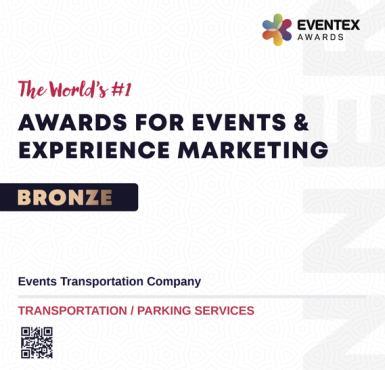 EVENTEX
AWARDS
The World's #1
AWARDS FOR EVENTS &
EXPERIENCE MARKETING
BRONZE
Events Transportation Company
TRANSPORTATION / PARKING SERVICES